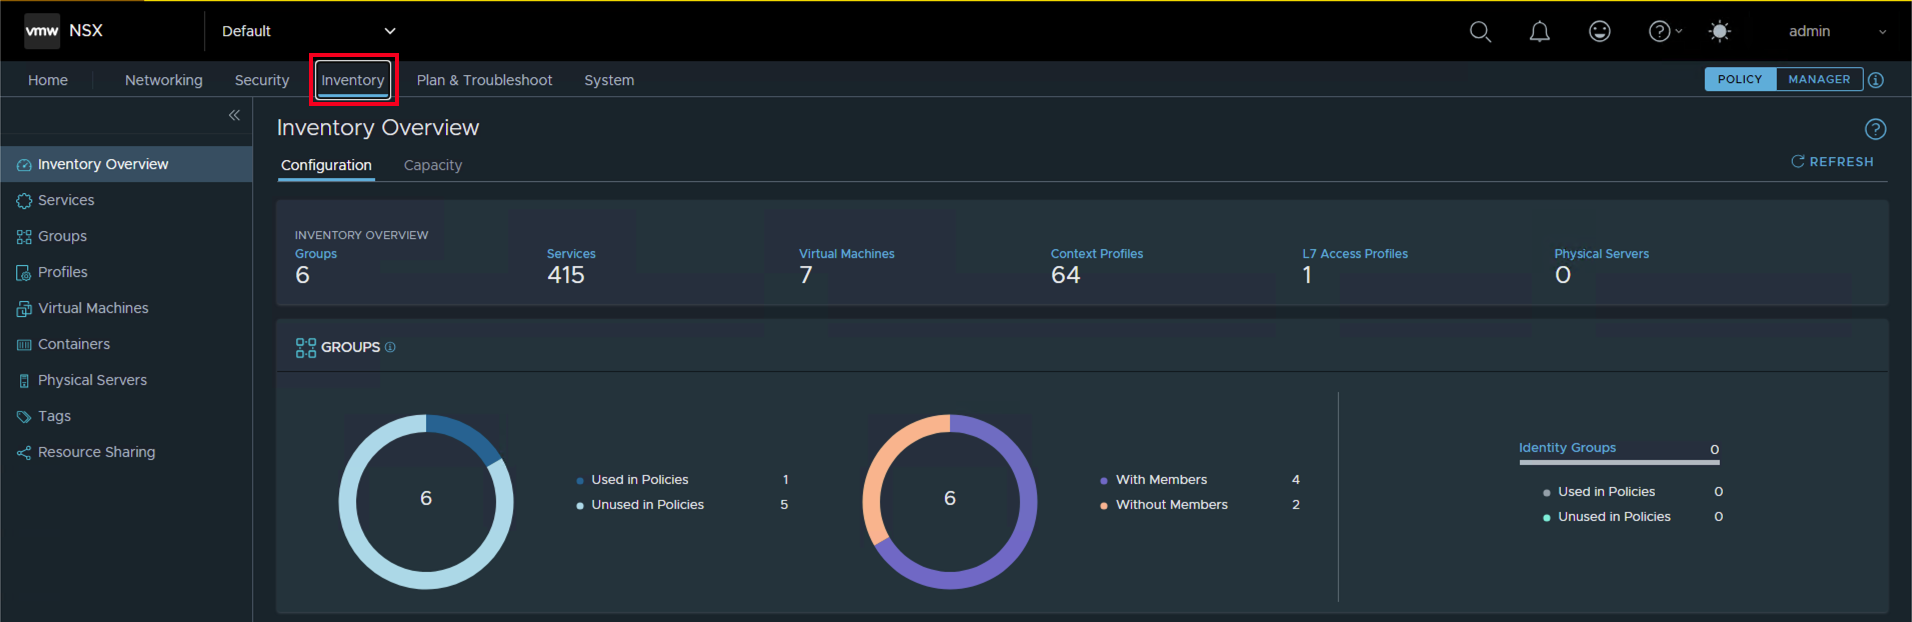 vmw NSX Default admin
Home Networking Security Inventory Plan & Troubleshoot System POLICY MANAGER
Inventory Overview
Services
Groups
Profiles
Virtual Machines
Containers
Physical Servers
Tags
Resource Sharing
Inventory Overview
Configuration Capacity
REFRESH
INVENTORY OVERVIEW
Groups Services Virtual Machines Context Profiles L7 Access Profiles Physical Servers
6 415 7 64 1 0
GROUPS
6
Used in Policies 1
Unused in Policies 5
6
With Members 4
Without Members 2
Identity Groups 0
Used in Policies 0
Unused in Policies 0